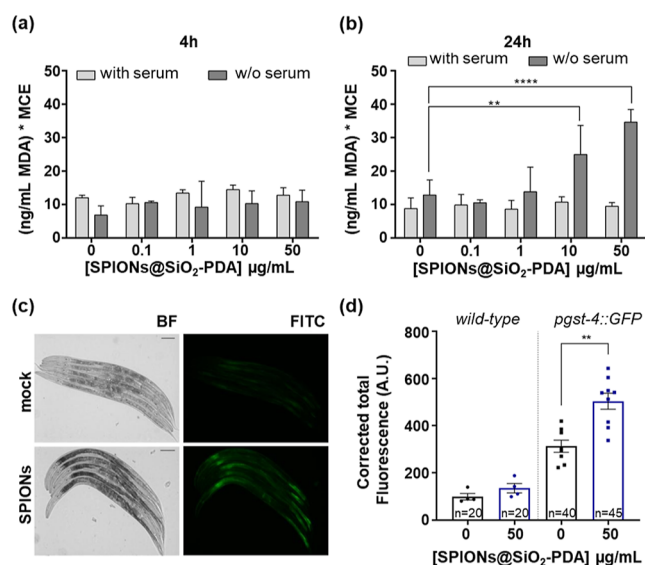 (a)
4h
with serum
w/o serum
(ng/mL MDA) * MCE
50
40
30
20
10
0
0 0.1 1 10 50
[SPIONs@SiO₂-PDA] µg/mL
(b)
24h
with serum
w/o serum
****
**
(ng/mL MDA) * MCE
50
40
30
20
10
0
0 0.1 1 10 50
[SPIONs@SiO₂-PDA] µg/mL
(c)
BF FITC
mock
SPIONs
(d)
wild-type pgst-4::GFP
**
Corrected total
Fluorescence (A.U.)
800
600
400
200
0
n=20 n=20 n=40 n=45
0 50 0 50
[SPIONs@SiO₂-PDA] µg/mL